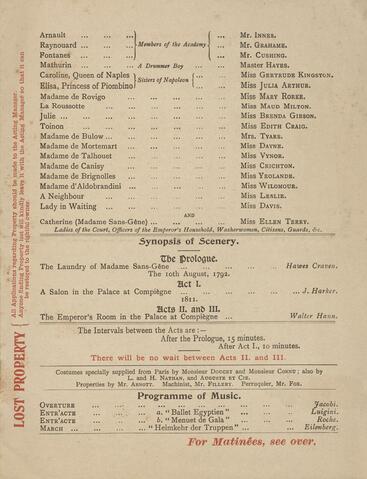 Arnault ... ... ... ... Mr. Innes.
Raynouard ... ... ... Members of the Academy ... Mr. Grahame.
Fontanes ... ... ... ... Mr. Cushing.
Mathurin ... ... ... A Drummer Boy ... ... Master Hayes.
Caroline, Queen of Naples ... Miss Gertrude Kingston.
Sisters of Napoleon
Elisa, Princess of Piombino ... Miss Julia Arthur.
Madame de Rovigo ... ... ... ... ... Miss Mary Rorke.
La Roussotte ... ... ... ... ... Miss Maud Milton.
Julie ... ... ... ... ... ... Miss Brenda Gibson.
Toinon ... ... ... ... ... ... Miss Edith Craig.
Madame de Bulow ... ... ... ... ... Mrs. Tyars.
Madame de Mortemart ... ... ... ... Miss Dayne.
Madame de Talhouet ... ... ... ... Miss Vynor.
Madame de Canisy ... ... ... ... Miss Crichton.
Madame de Brignolles ... ... ... ... Miss Yeolande.
Madame d'Aldobrandini ... ... ... ... Miss Wilomour.
A Neighbour ... ... ... ... ... Miss Leslie.
Lady in Waiting ... ... ... ... ... Miss Davis.
AND
Catherine (Madame Sans-Gêne) ... ... ... ... Miss Ellen Terry.
Ladies of the Court, Officers of the Emperor's Household, Washerwomen, Citizens, Guards, &c.
Synopsis of Scenery.
The Prologue.
The Laundry of Madame Sans-Gêne ... ... ... Hawes Craven.
The 10th August, 1792.
Act I.
A Salon in the Palace at Compiègne ... ... ... J. Harker.
1811.
Acts II. and III.
The Emperor's Room in the Palace at Compiègne ... ... Walter Hann.
The Intervals between the Acts are :—
After the Prologue, 15 minutes.
After Act I., 10 minutes.
There will be no wait between Acts II. and III.
Costumes specially supplied from Paris by Monsieur Doucet and Monsieur Cornu; also by
L. and H. Nathan, and Auguste et Cie.
Properties by Mr. Arnott. Machinist, Mr. Fillery. Perruquier, Mr. Fox.
Programme of Music.
Overture ... ... ... ... ... ... Jacobi.
Entr'acte ... ... a. "Ballet Egyptien" ... ... Luigini.
Entr'acte ... ... b. "Menuet de Gala" ... ... Roche.
March ... ... "Heimkehr der Truppen" ... ... Eilenberg.
For Matinées, see over.
LOST PROPERTY
All Applications regarding Property should be made to the Acting Manager.
Anyone finding Property will kindly leave it with the Acting Manager so that it can
be restored to the rightful owner.